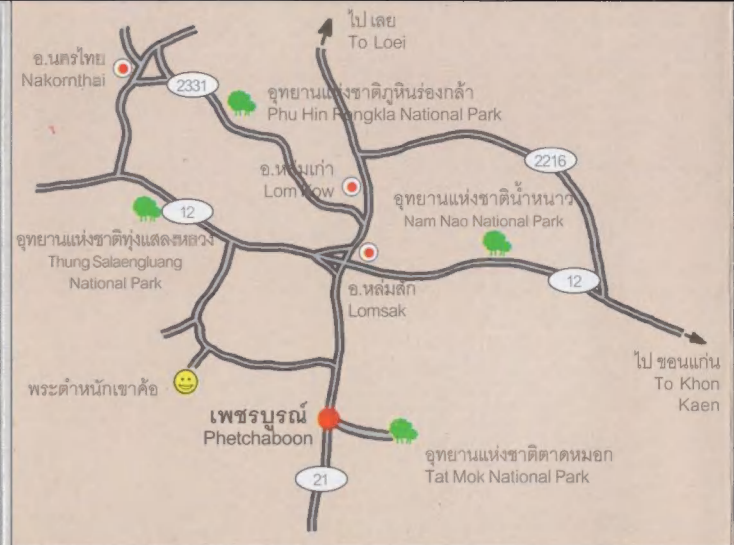 ไป เลย
To Loei
อ.นครไทย
Nakornthai
2331
อุทยานแห่งชาติภูหินร่องกล้า
Phu Hin Rongkla National Park
2216
อ.หล่มเก่า
Lom Kow
อุทยานแห่งชาติน้ำหนาว
Nam Nao National Park
12
อุทยานแห่งชาติทุ่งแสลงหลวง
Thung Salaengluang
National Park
อ.หล่มสัก
Lomsak
12
ไป ขอนแก่น
To Khon
Kaen
พระตำหนักเขาค้อ
เพชรบูรณ์
Phetchaboon
อุทยานแห่งชาติตาดหมอก
Tat Mok National Park
21